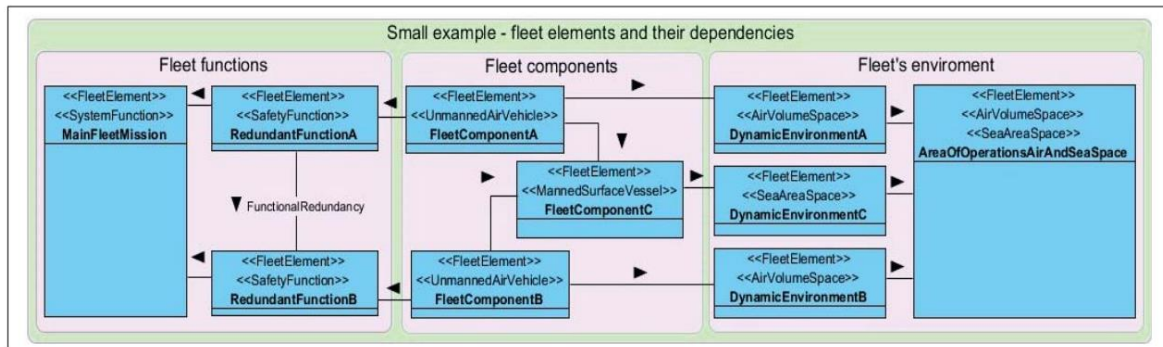 Small example - fleet elements and their dependencies
Fleet functions
<<FleetElement>>
<<SystemFunction>>
MainFleetMission
<<FleetElement>>
<<SafetyFunction>>
RedundantFunctionA
FunctionalRedundancy
<<FleetElement>>
<<SafetyFunction>>
RedundantFunctionB
Fleet components
<<FleetElement>>
<<UnmannedAirVehicle>>
FleetComponentA
<<FleetElement>>
<<MannedSurfaceVessel>>
FleetComponentC
<<FleetElement>>
<<UnmannedAirVehicle>>
FleetComponentB
Fleet's enviroment
<<FleetElement>>
<<AirVolumeSpace>>
DynamicEnvironmentA
<<FleetElement>>
<<SeaAreaSpace>>
DynamicEnvironmentC
<<FleetElement>>
<<AirVolumeSpace>>
DynamicEnvironmentB
<<FleetElement>>
<<AirVolumeSpace>>
<<SeaAreaSpace>>
AreaOfOperationsAirAndSeaSpace